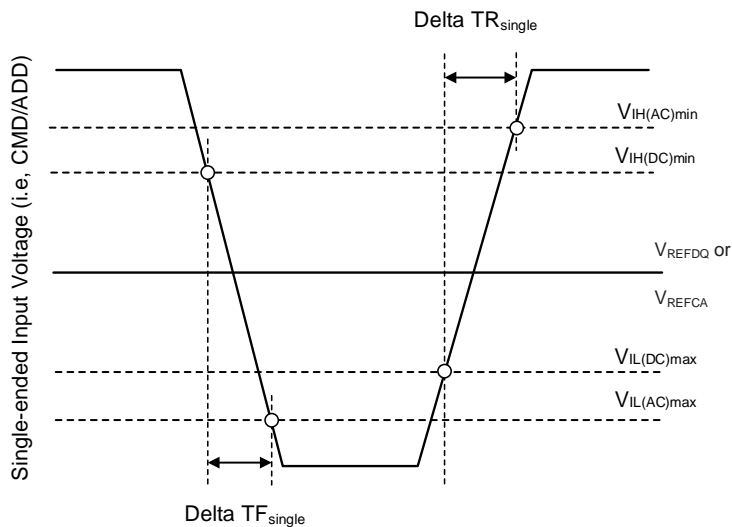 Delta TRsingle
Single-ended Input Voltage (i.e, CMD/ADD)
VIH(AC)min
VIH(DC)min
VREFDQ or
VREFCA
VIL(DC)max
VIL(AC)max
Delta TFsingle